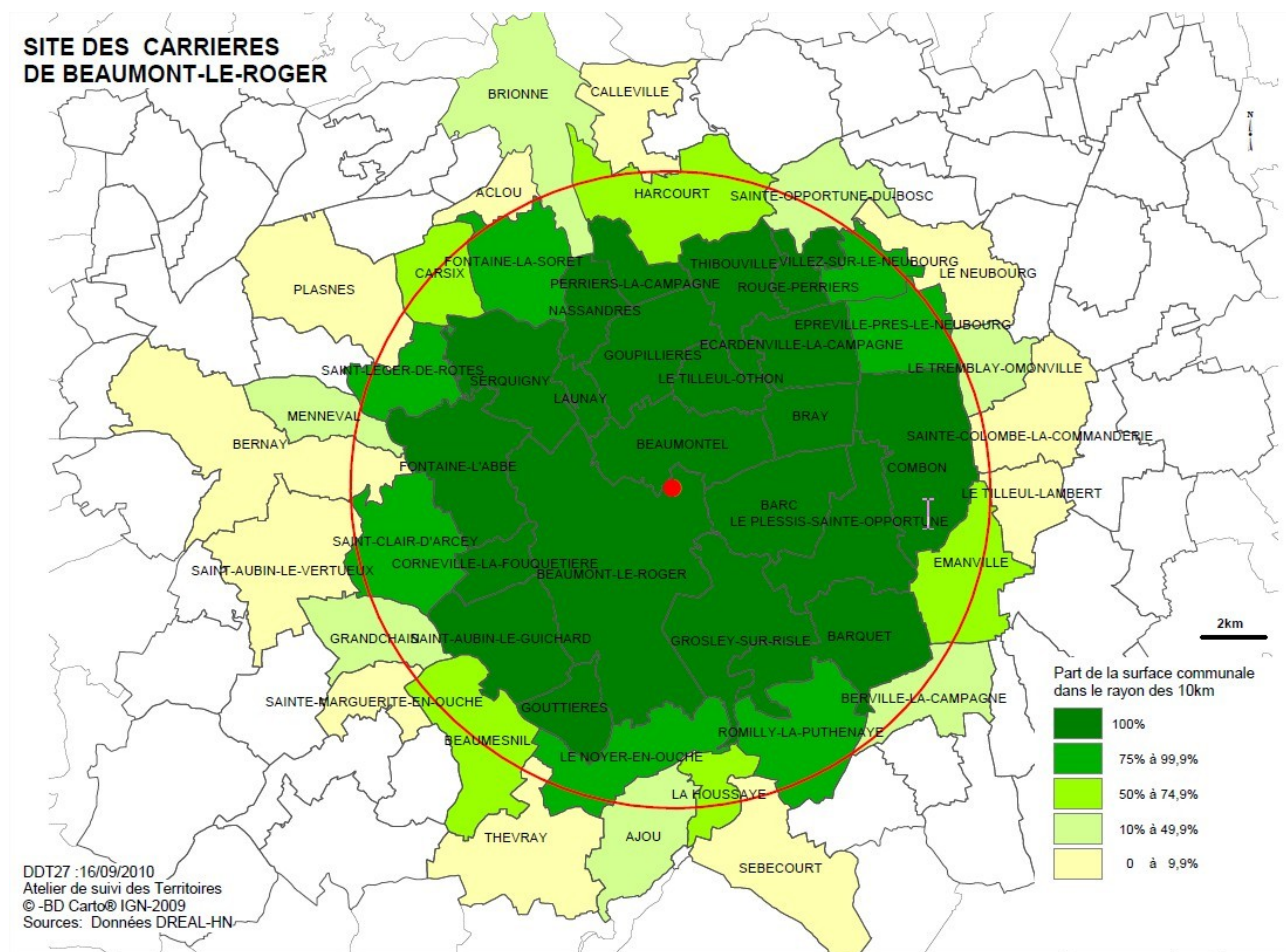 SITE DES CARRIERES
DE BEAUMONT-LE-ROGER
BRIONNE
CALLEVILLE
N
ACLOU
HARCOURT
SAINTE-OPPORTUNE-DU-BOSC
FONTAINE-LA-SORET
THIBOUVILLE
VILLEZ-SUR-LE-NEUBOURG
CARSIX
LE NEUBOURG
PERRIERS-LA-CAMPAGNE
ROUGE-PERRIERS
PLASNES
NASSANDRES
EPREVILLE-PRES-LE-NEUBOURG
ECARDENVILLE-LA-CAMPAGNE
GOUPILLIERES
SAINT-LEGER-DE-ROTES
LE TREMBLAY-OMONVILLE
SERQUIGNY
LE TILLEUL-OTHON
LAUNAY
MENNEVAL
BRAY
BERNAY
BEAUMONTEL
SAINTE-COLOMBE-LA-COMMANDERIE
FONTAINE-L'ABBE
COMBON
LE TILLEUL-LAMBERT
BARC
LE PLESSIS-SAINTE-OPPORTUNE
SAINT-CLAIR-D'ARCEY
CORNEVILLE-LA-FOUQUETIERE
EMANVILLE
SAINT-AUBIN-LE-VERTUEUX
BEAUMONT-LE-ROGER
2km
GRANDCHAIN
SAINT-AUBIN-LE-GUICHARD
GROSLEY-SUR-RISLE
BARQUET
SAINTE-MARGUERITE-EN-OUCHE
BERVILLE-LA-CAMPAGNE
GOUTTIERES
ROMILLY-LA-PUTHENAYE
BEAUMESNIL
LE NOYER-EN-OUCHE
LA HOUSSAYE
THEVRAY
AJOU
SEBECOURT
Part de la surface communale
dans le rayon des 10km
100%
75% à 99,9%
50% à 74,9%
10% à 49,9%
0 à 9,9%
DDT27 :16/09/2010
Atelier de suivi des Territoires
© -BD Carto® IGN-2009
Sources: Données DREAL-HN